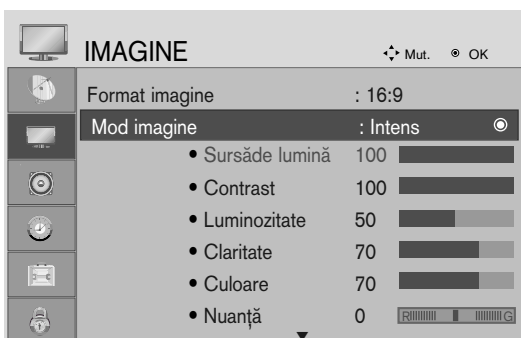 IMAGINE Mut. OK
Format imagine : 16:9
Mod imagine : Intens
• Sursăde lumină 100
• Contrast 100
• Luminozitate 50
• Claritate 70
• Culoare 70
• Nuanţă 0 R G